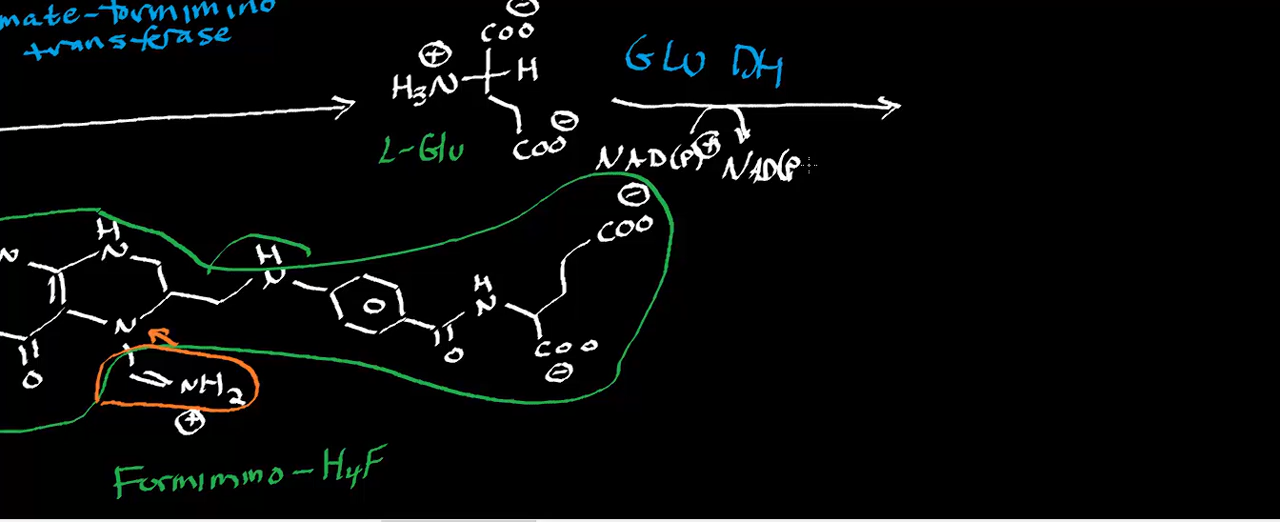 mate-formimino
transferase
COO ⊖
⊕
H₃N H
COO ⊖
L-Glu
GLU DH
NAD(P)⊕ NAD(P
⊖
COO
H
N
N
H
N
H
N
N
O
O
COO
⊖
NH₂
⊕
O
Formimino-H₄F